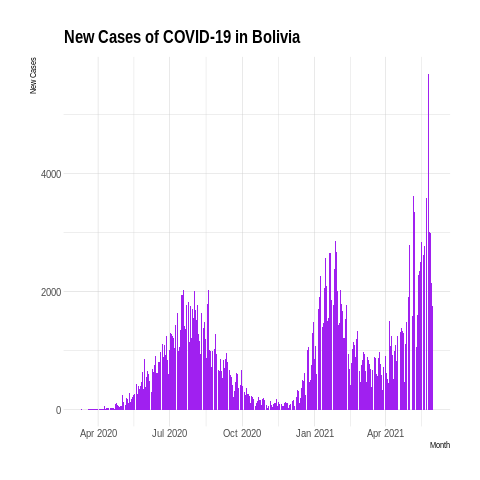 New Cases of COVID-19 in Bolivia
New Cases
4000
2000
0
Apr 2020 Jul 2020 Oct 2020 Jan 2021 Apr 2021
Month